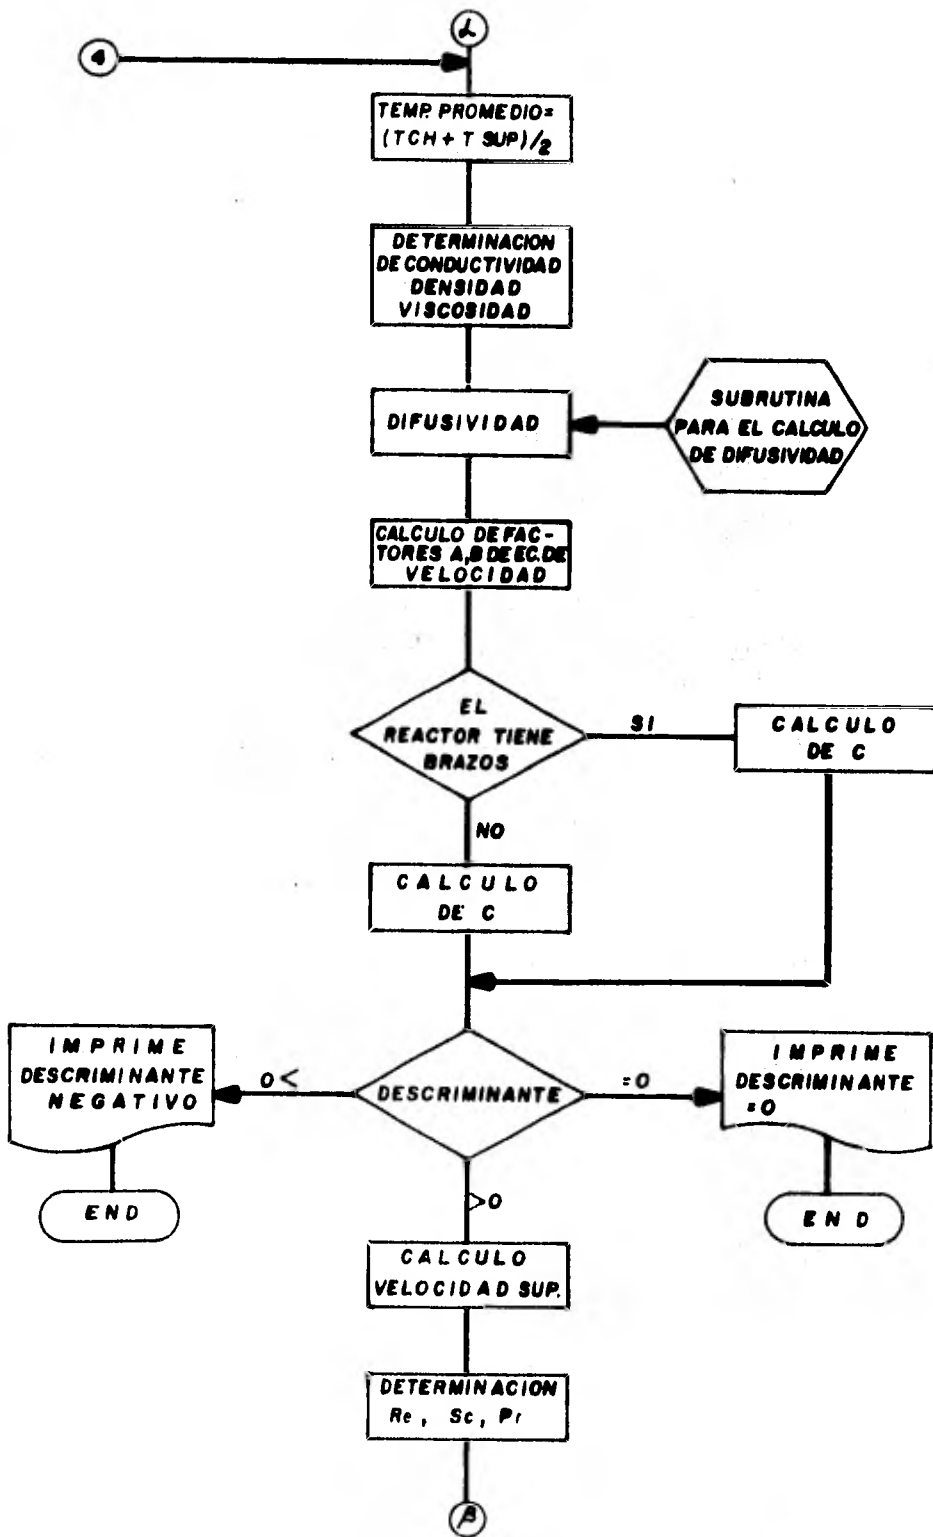 α
4
TEMP. PROMEDIO=
(TCH + T SUP)/2
DETERMINACION
DE CONDUCTIVIDAD
DENSIDAD
VISCOSIDAD
DIFUSIVIDAD
SUBRUTINA
PARA EL CALCULO
DE DIFUSIVIDAD
CALCULO DE FAC-
TORES A,B DE EC. DE
VELOCIDAD
EL
REACTOR TIENE
BRAZOS
SI
CALCULO
DE C
NO
CALCULO
DE C
IMPRIME
DESCRIMINANTE
NEGATIVO
0<
DESCRIMINANTE
=0
IMPRIME
DESCRIMINANTE
=0
END
>0
END
CALCULO
VELOCIDAD SUP.
DETERMINACION
Re, Sc, Pr
β